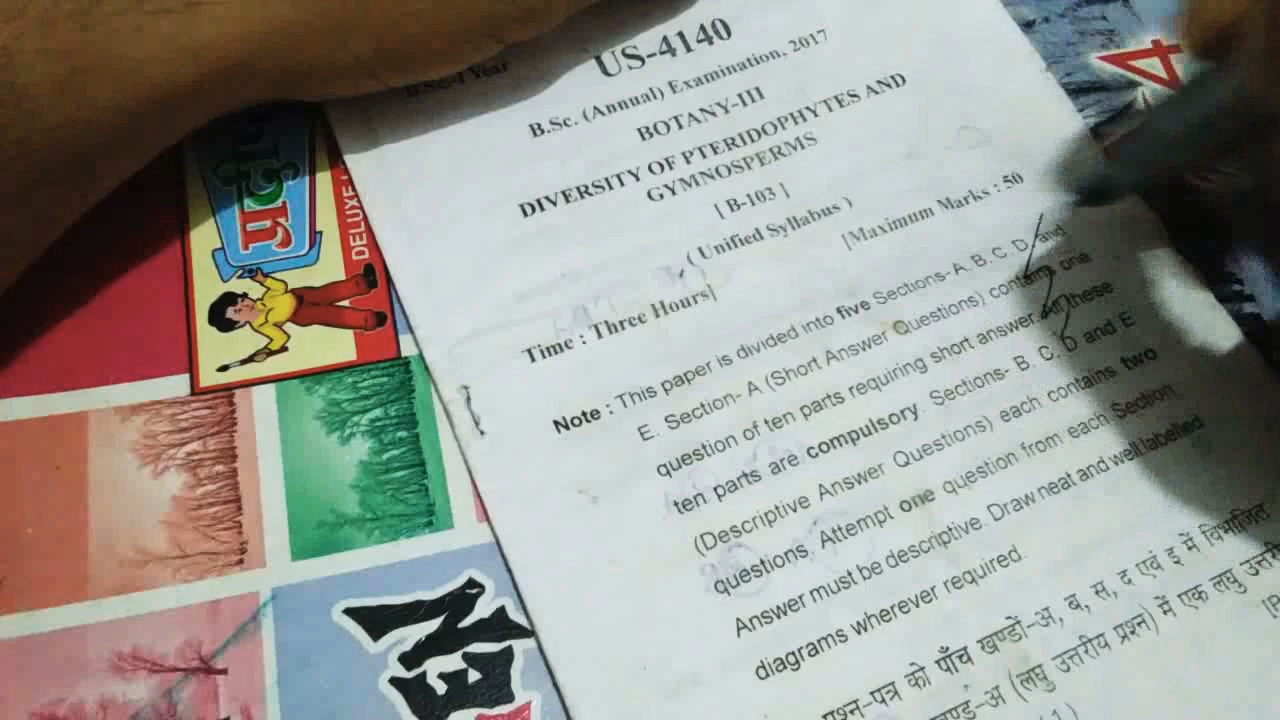 US-4140
B.Sc.-I Year
B.Sc. (Annual) Examination, 2017
BOTANY-III
DIVERSITY OF PTERIDOPHYTES AND
GYMNOSPERMS
[ B-103 ]
( Unified Syllabus )
Time : Three Hours]
[Maximum Marks : 50
Note : This paper is divided into five Sections- A. B. C. D. and
E. Section- A (Short Answer Questions) contains one
question of ten parts requiring short answer. All these
ten parts are compulsory. Sections- B. C. D and E
(Descriptive Answer Questions) each contains two
questions. Attempt one question from each Section.
Answer must be descriptive. Draw neat and well labelled
diagrams wherever required.
प्रश्न-पत्र को पाँच खण्डों-अ, ब, स, द एवं इ में विभाजित
खण्ड-अ (लघु उत्तरीय प्रश्न) में एक लघु उत्तरीय
DELUXE
4